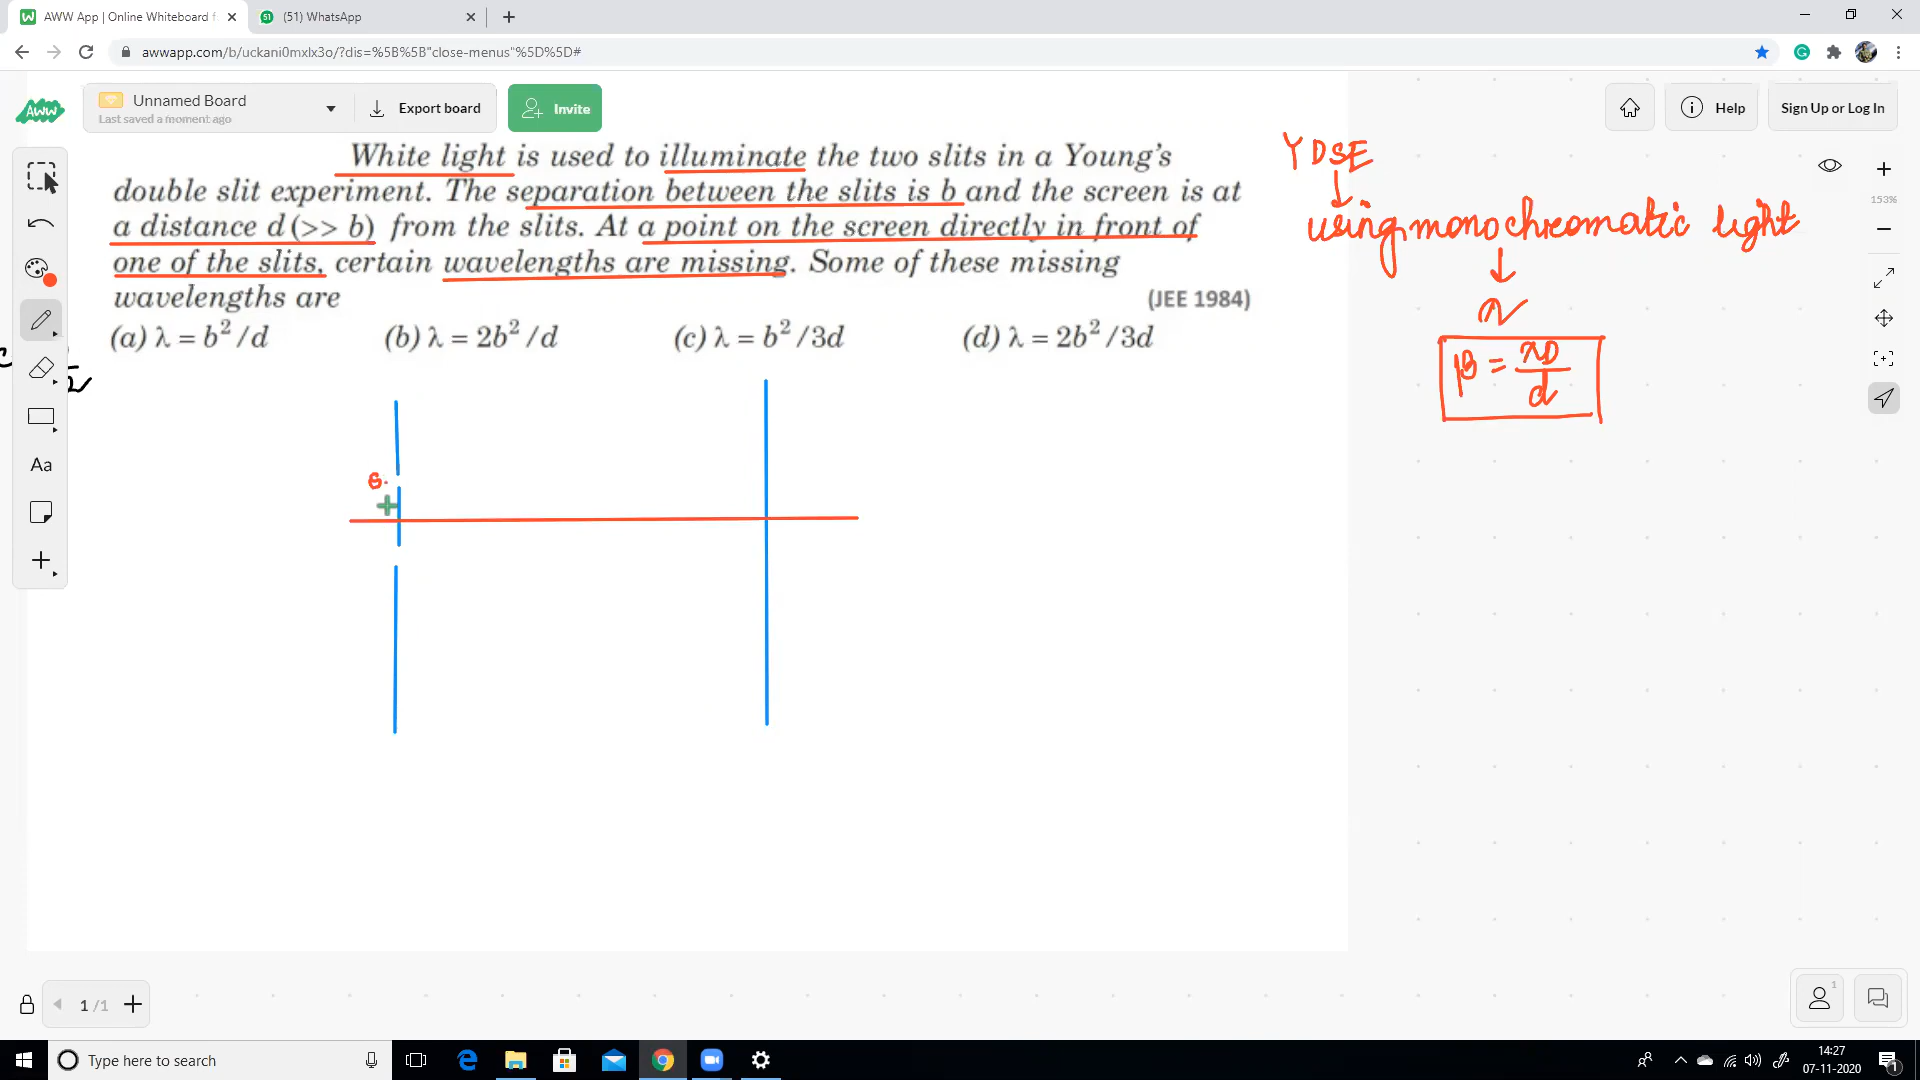 AWW App | Online Whiteboard f
(51) WhatsApp
awwapp.com/b/uckani0mxlx3o/?dis=%5B%5B"close-menus"%5D%5D#
AWW
Unnamed Board
Last saved a moment ago
Export board
Invite
Help
Sign Up or Log In
White light is used to illuminate the two slits in a Young's
double slit experiment. The separation between the slits is b and the screen is at
a distance d (>> b) from the slits. At a point on the screen directly in front of
one of the slits, certain wavelengths are missing. Some of these missing
wavelengths are (JEE 1984)
(a) λ = b²/d (b) λ = 2b²/d (c) λ = b²/3d (d) λ = 2b²/3d
YDSE
using monochromatic light
λ
β = λD/d
153%
Aa
1 /1
1
Type here to search
14:27
07-11-2020
1